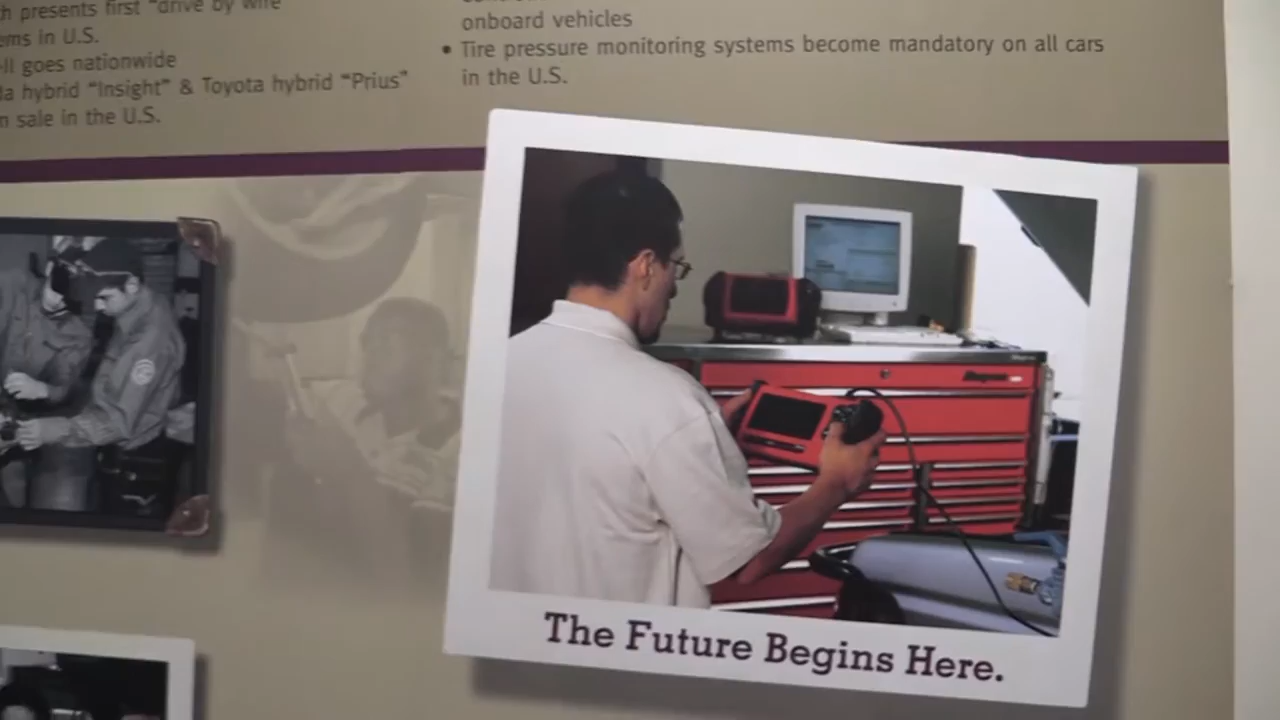 h presents first "drive by wire"
ems in U.S.
-ll goes nationwide
la hybrid "Insight" & Toyota hybrid "Prius"
n sale in the U.S.
onboard vehicles
• Tire pressure monitoring systems become mandatory on all cars
in the U.S.
The Future Begins Here.